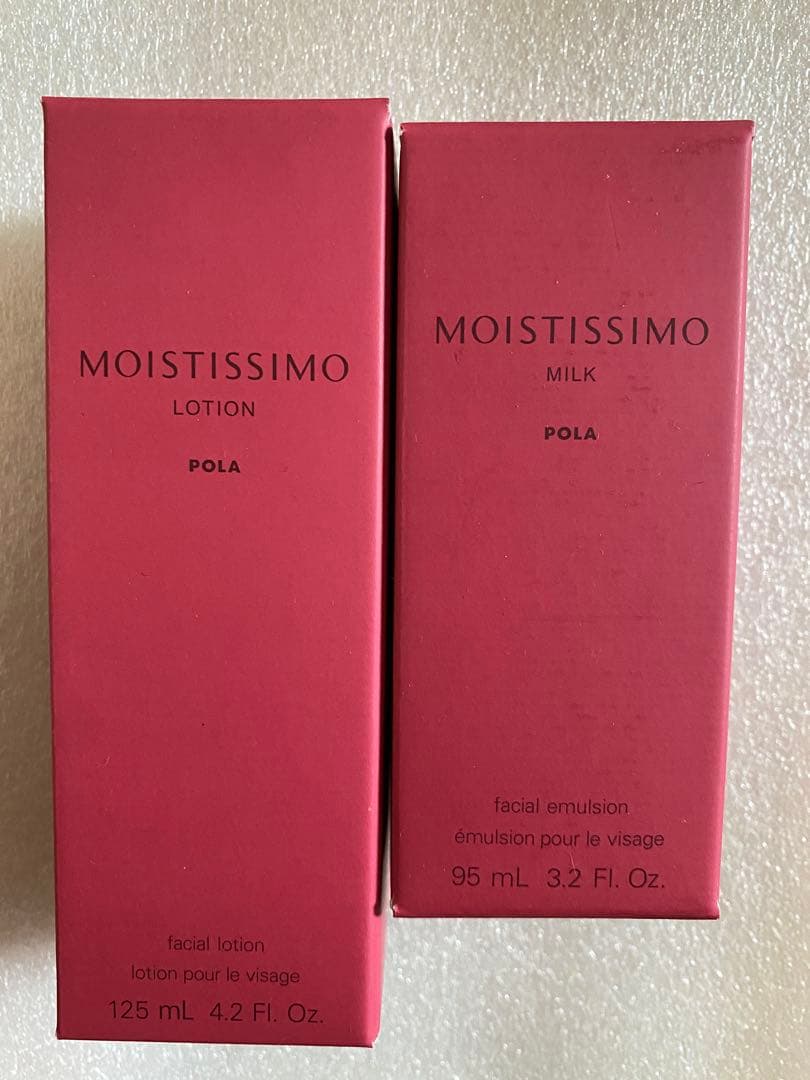 MOISTISSIMO
LOTION
POLA
facial lotion
lotion pour le visage
125 mL 4.2 Fl. Oz.
MOISTISSIMO
MILK
POLA
facial emulsion
émulsion pour le visage
95 mL 3.2 Fl. Oz.